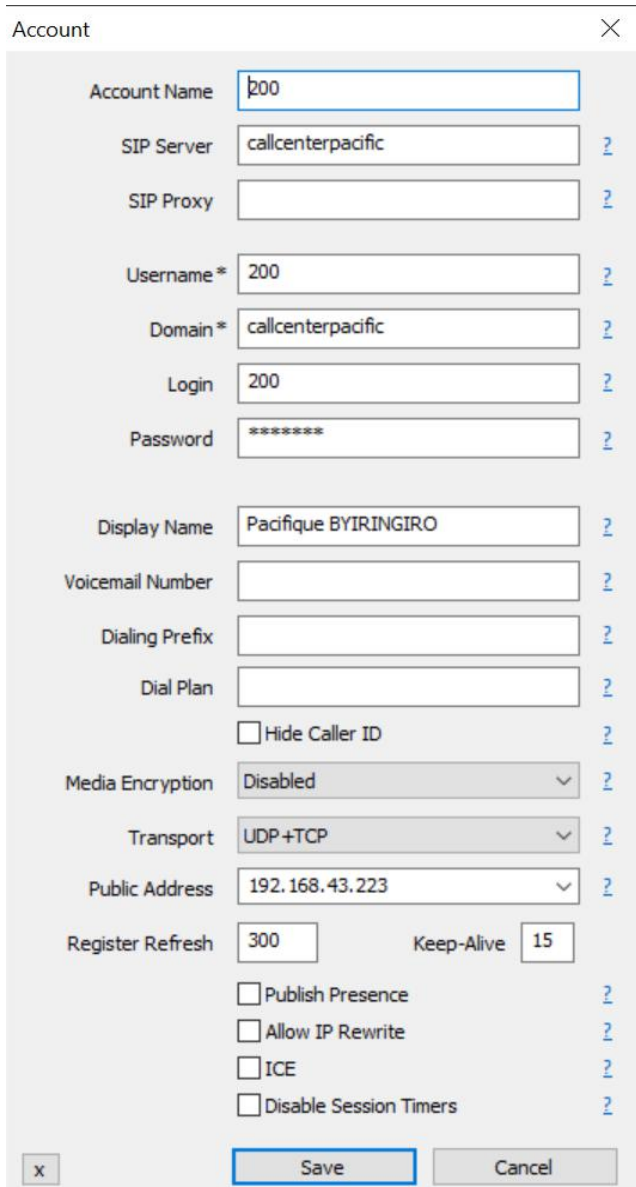 Account
Account Name 200
SIP Server callcenterpacific ?
SIP Proxy ?
Username * 200 ?
Domain * callcenterpacific ?
Login 200 ?
Password ******* ?
Display Name Pacifique BYIRINGIRO ?
Voicemail Number ?
Dialing Prefix ?
Dial Plan ?
Hide Caller ID ?
Media Encryption Disabled ?
Transport UDP+TCP ?
Public Address 192.168.43.223 ?
Register Refresh 300 Keep-Alive 15
Publish Presence ?
Allow IP Rewrite ?
ICE ?
Disable Session Timers ?
x Save Cancel